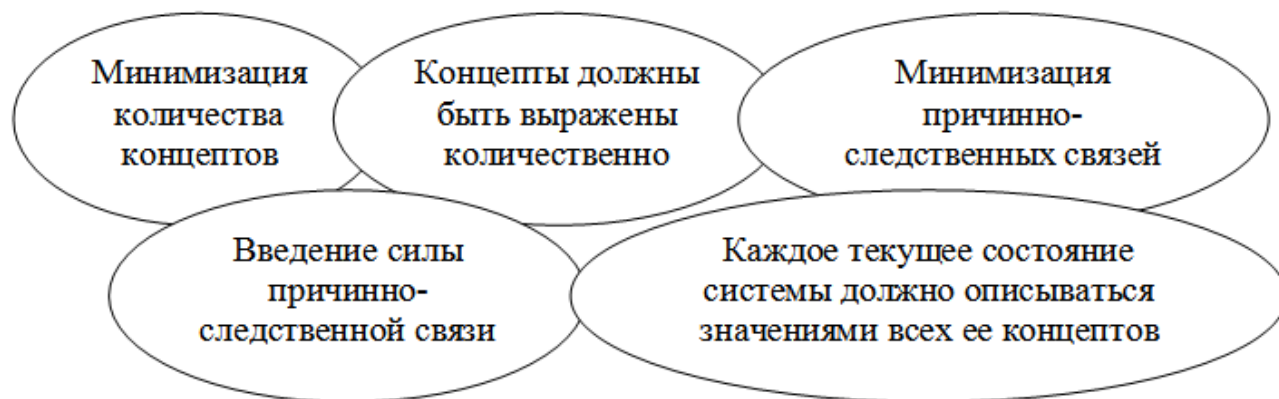 Минимизация
количества
концептов
Концепты должны
быть выражены
количественно
Минимизация
причинно-
следственных связей
Введение силы
причинно-
следственной связи
Каждое текущее состояние
системы должно описываться
значениями всех ее концептов